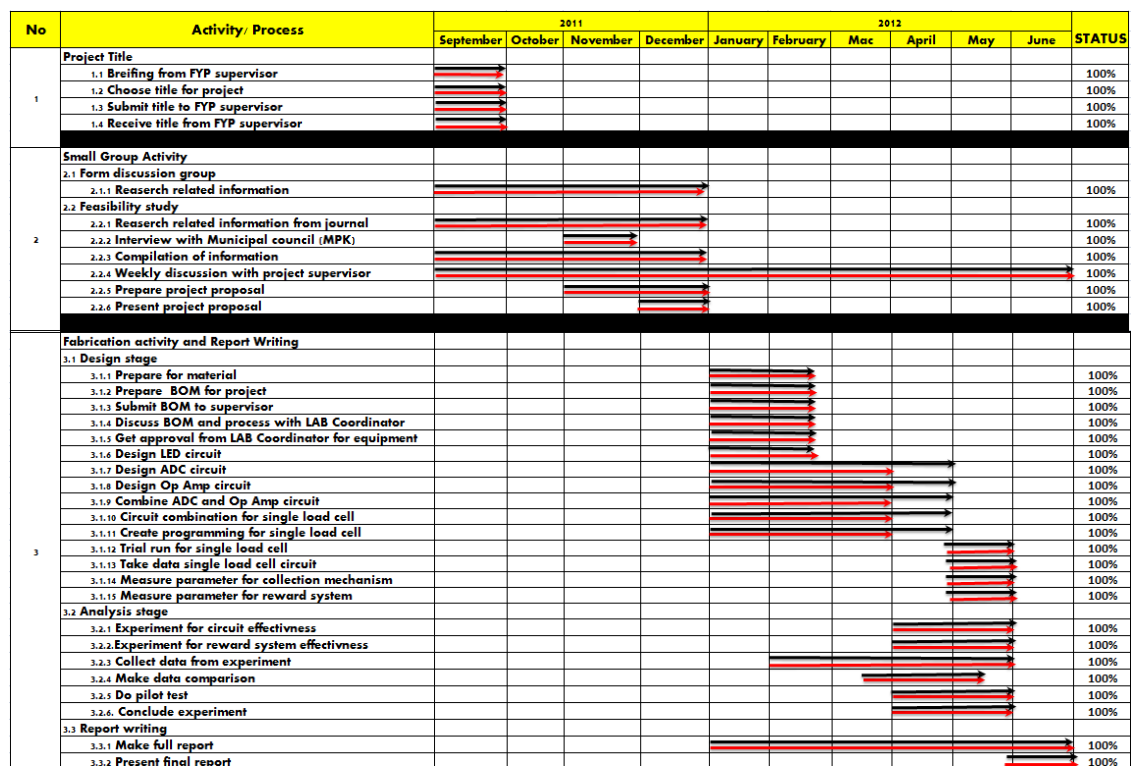 No Activity/ Process 2011 2012 STATUS
September October November December January February Mac April May June
1
Project Title
1.1 Breifing from FYP supervisor 100%
1.2 Choose title for project 100%
1.3 Submit title to FYP supervisor 100%
1.4 Receive title from FYP supervisor 100%
2
Small Group Activity
2.1 Form discussion group
2.1.1 Reaserch related information 100%
2.2 Feasibility study
2.2.1 Reaserch related information from journal 100%
2.2.2 Interview with Municipal council (MPK) 100%
2.2.3 Compilation of information 100%
2.2.4 Weekly discussion with project supervisor 100%
2.2.5 Prepare project proposal 100%
2.2.6 Present project proposal 100%
3
Fabrication activity and Report Writing
3.1 Design stage
3.1.1 Prepare for material 100%
3.1.2 Prepare BOM for project 100%
3.1.3 Submit BOM to supervisor 100%
3.1.4 Discuss BOM and process with LAB Coordinator 100%
3.1.5 Get approval from LAB Coordinator for equipment 100%
3.1.6 Design LED circuit 100%
3.1.7 Design ADC circuit 100%
3.1.8 Design Op Amp circuit 100%
3.1.9 Combine ADC and Op Amp circuit 100%
3.1.10 Circuit combination for single load cell 100%
3.1.11 Create programming for single load cell 100%
3.1.12 Trial run for single load cell 100%
3.1.13 Take data single load cell circuit 100%
3.1.14 Measure parameter for collection mechanism 100%
3.1.15 Measure parameter for reward system 100%
3.2 Analysis stage
3.2.1 Experiment for circuit effectivness 100%
3.2.2.Experiment for reward system effectivness 100%
3.2.3 Collect data from experiment 100%
3.2.4 Make data comparison 100%
3.2.5 Do pilot test 100%
3.2.6. Conclude experiment 100%
3.3 Report writing
3.3.1 Make full report 100%
3.3.2 Present final report 100%